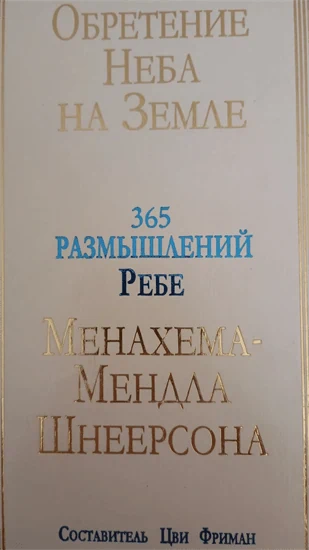 Обретение
Неба
на Земле
365
размышлений
Ребе
Менахема-
Мендла
Шнеерсона
Составитель Цви Фриман